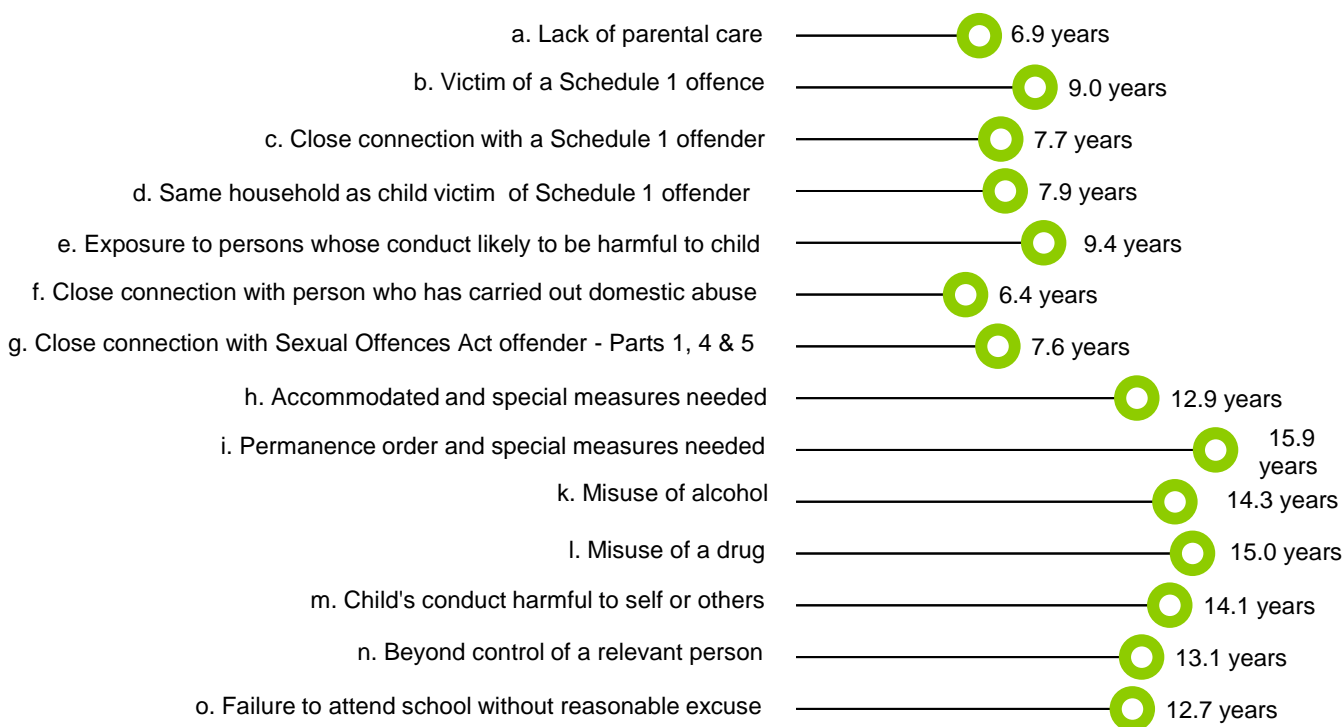 a. Lack of parental care 6.9 years
b. Victim of a Schedule 1 offence 9.0 years
c. Close connection with a Schedule 1 offender 7.7 years
d. Same household as child victim of Schedule 1 offender 7.9 years
e. Exposure to persons whose conduct likely to be harmful to child 9.4 years
f. Close connection with person who has carried out domestic abuse 6.4 years
g. Close connection with Sexual Offences Act offender - Parts 1, 4 & 5 7.6 years
h. Accommodated and special measures needed 12.9 years
i. Permanence order and special measures needed 15.9
years
k. Misuse of alcohol 14.3 years
l. Misuse of a drug 15.0 years
m. Child's conduct harmful to self or others 14.1 years
n. Beyond control of a relevant person 13.1 years
o. Failure to attend school without reasonable excuse 12.7 years